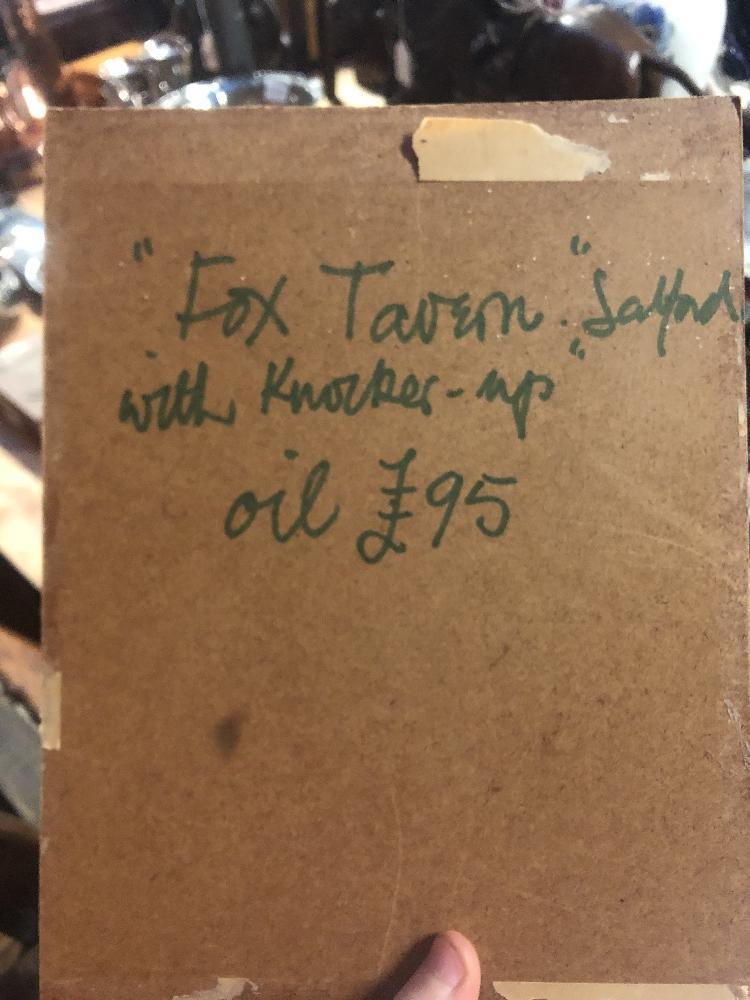 "Fox Tavern." Salford
with Knocker-up"
oil £95